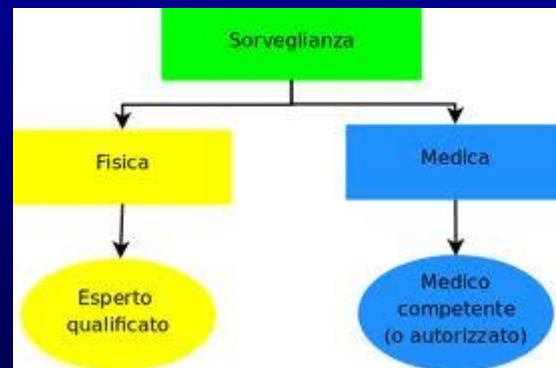 Sorveglianza
Fisica
Medica
Esperto
qualificato
Medico
competente
(o autorizzato)